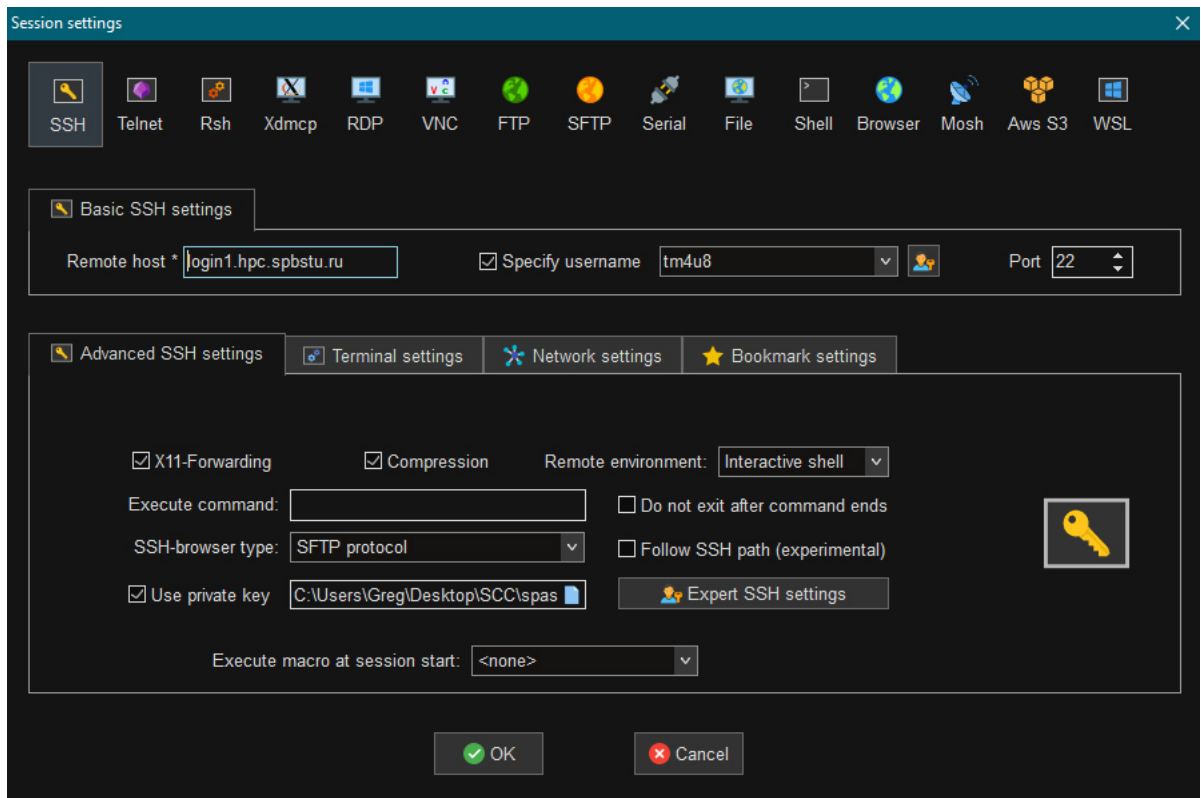 Session settings
SSH Telnet Rsh Xdmcp RDP VNC FTP SFTP Serial File Shell Browser Mosh Aws S3 WSL
Basic SSH settings
Remote host * login1.hpc.spbstu.ru Specify username tm4u8 Port 22
Advanced SSH settings Terminal settings Network settings Bookmark settings
X11-Forwarding Compression Remote environment: Interactive shell
Execute command: Do not exit after command ends
SSH-browser type: SFTP protocol Follow SSH path (experimental)
Use private key C:\Users\Greg\Desktop\SCC\spas Expert SSH settings
Execute macro at session start: <none>
OK Cancel